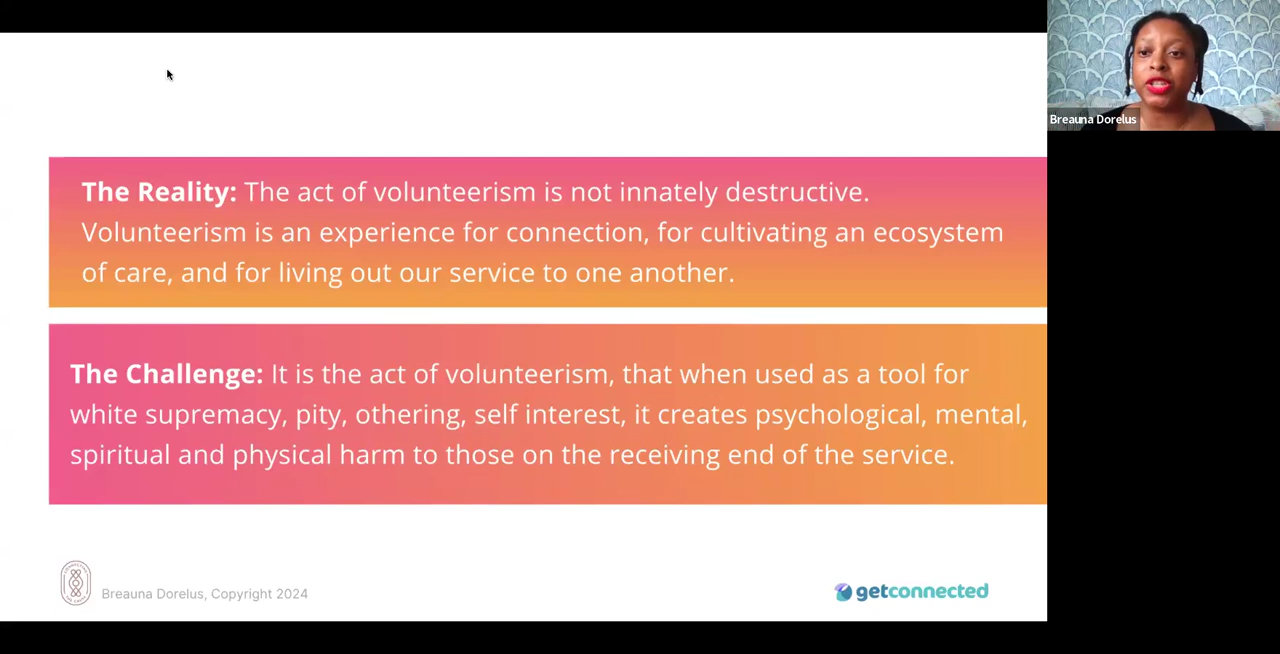 Breauna Dorelus
The Reality: The act of volunteerism is not innately destructive.
Volunteerism is an experience for connection, for cultivating an ecosystem
of care, and for living out our service to one another.
The Challenge: It is the act of volunteerism, that when used as a tool for
white supremacy, pity, othering, self interest, it creates psychological, mental,
spiritual and physical harm to those on the receiving end of the service.
Breauna Dorelus, Copyright 2024
getconnected